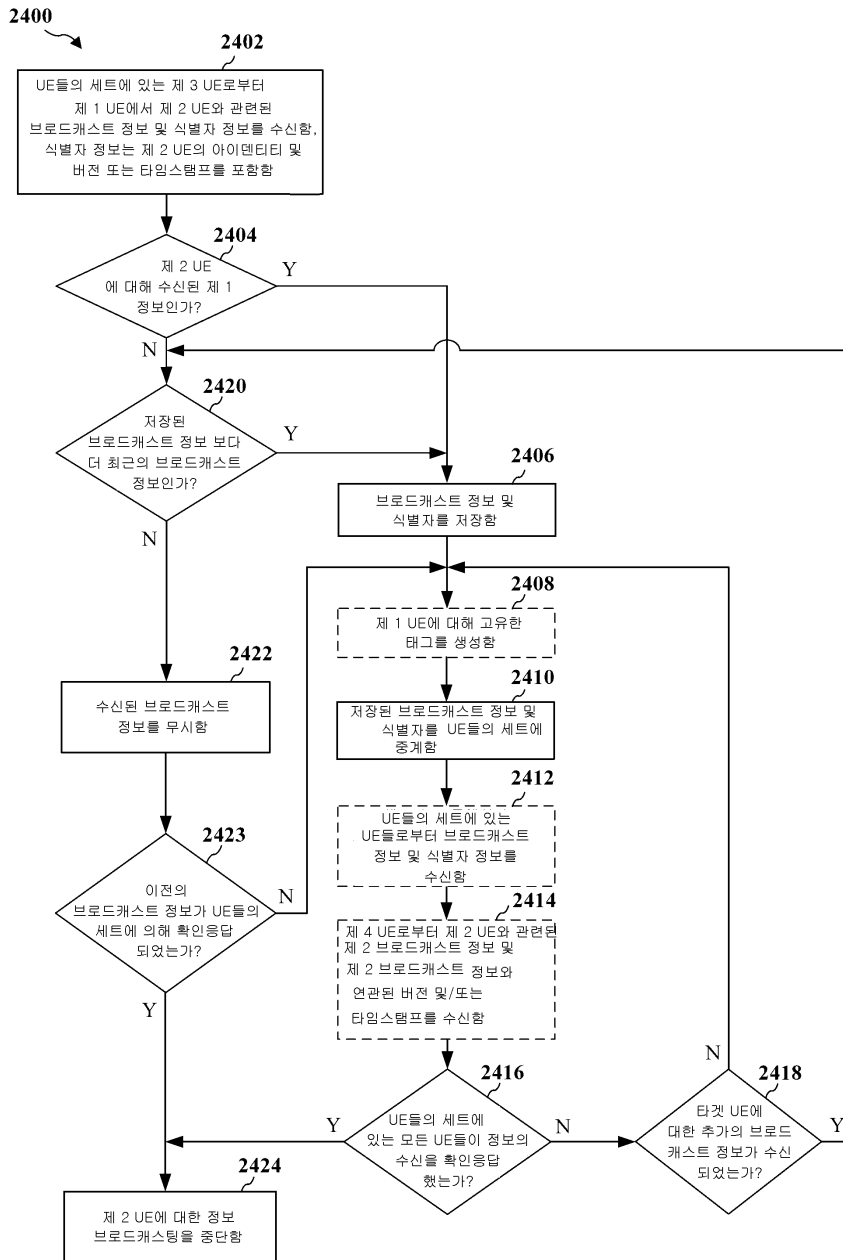 2400
2402
UE들의 세트에 있는 제 3 UE로부터
제 1 UE에서 제 2 UE와 관련된
브로드캐스트 정보 및 식별자 정보를 수신함,
식별자 정보는 제 2 UE의 아이덴티티 및
버전 또는 타임스탬프를 포함함
2404
제 2 UE
에 대해 수신된 제 1
정보인가?
Y
N
2420
저장된
브로드캐스트 정보 보다
더 최근의 브로드캐스트
정보인가?
Y
N
2406
브로드캐스트 정보 및
식별자를 저장함
2408
제 1 UE에 대해 고유한
태그를 생성함
2422
수신된 브로드캐스트
정보를 무시함
2410
저장된 브로드캐스트 정보 및
식별자를 UE들의 세트에
중계함
2412
UE들의 세트에 있는
UE들로부터 브로드캐스트
정보 및 식별자 정보를
수신함
2423
이전의
브로드캐스트 정보가 UE들의
세트에 의해 확인응답
되었는가?
N
Y
2414
제 4 UE로부터 제 2 UE와 관련된
제 2 브로드캐스트 정보 및
제 2 브로드캐스트 정보와
연관된 버전 및/또는
타임스탬프를 수신함
2416
UE들의 세트에
있는 모든 UE들이 정보의
수신을 확인응답
했는가?
Y
N
2418
타겟 UE에
대한 추가의 브로드
캐스트 정보가 수신
되었는가?
N
Y
2424
제 2 UE에 대한 정보
브로드캐스팅을 중단함